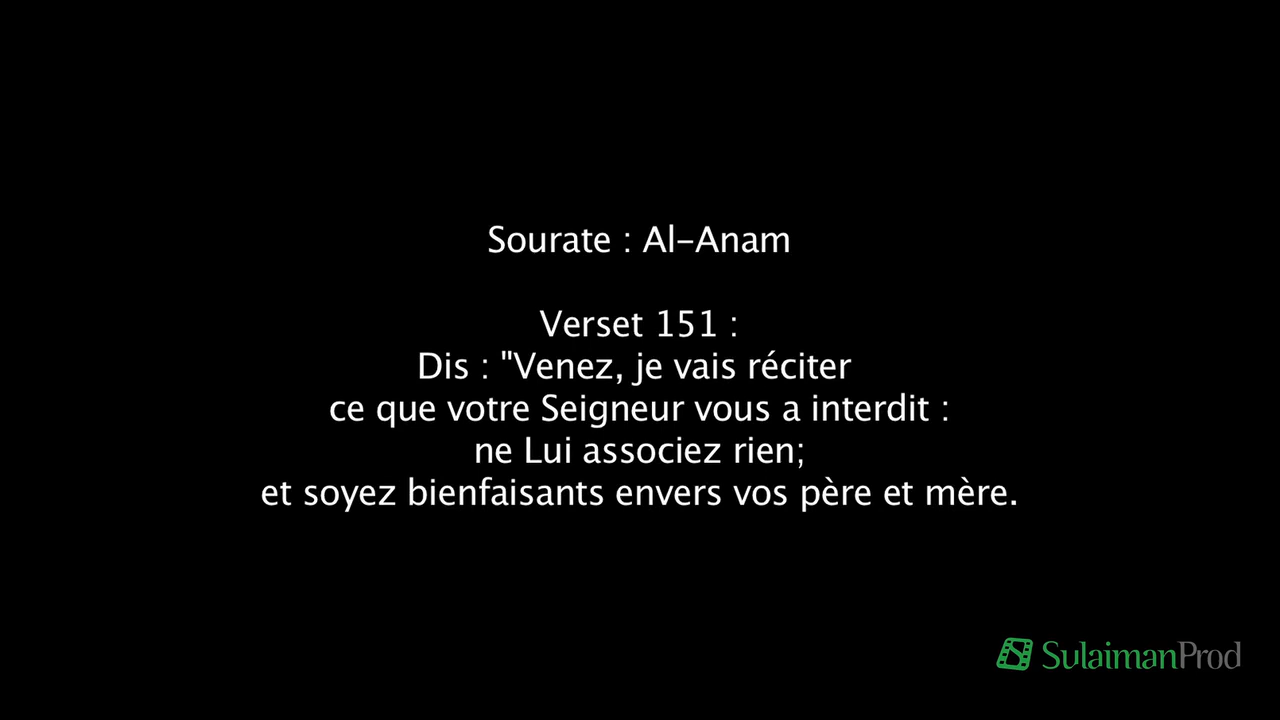 Sourate : Al-Anam
Verset 151 :
Dis : "Venez, je vais réciter
ce que votre Seigneur vous a interdit :
ne Lui associez rien;
et soyez bienfaisants envers vos père et mère.
SulaimanProd